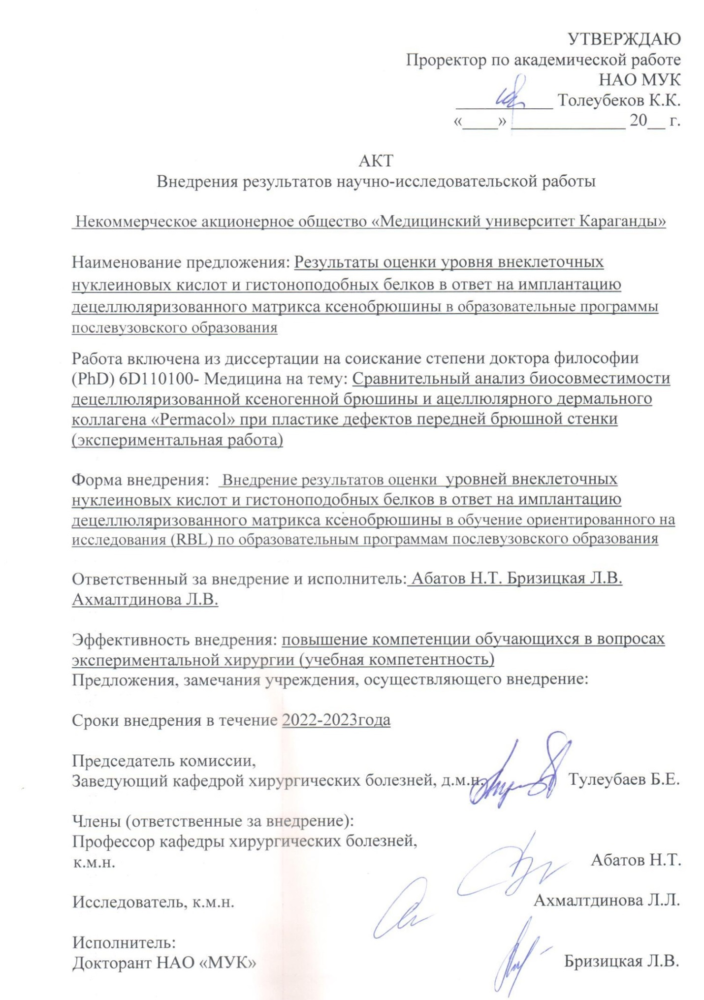 УТВЕРЖДАЮ
Проректор по академической работе
НАО МУК
___________ Толеубеков К.К.
«____» _____________ 20__ г.
АКТ
Внедрения результатов научно-исследовательской работы
Некоммерческое акционерное общество «Медицинский университет Караганды»
Наименование предложения: Результаты оценки уровня внеклеточных
нуклеиновых кислот и гистоноподобных белков в ответ на имплантацию
децеллюляризованного матрикса ксенобрюшины в образовательные программы
послевузовского образования
Работа включена из диссертации на соискание степени доктора философии
(PhD) 6D110100- Медицина на тему: Сравнительный анализ биосовместимости
децеллюляризованной ксеногенной брюшины и ацеллюлярного дермального
коллагена «Permacol» при пластике дефектов передней брюшной стенки
(экспериментальная работа)
Форма внедрения: Внедрение результатов оценки уровней внеклеточных
нуклеиновых кислот и гистоноподобных белков в ответ на имплантацию
децеллюляризованного матрикса ксенобрюшины в обучение ориентированного на
исследования (RBL) по образовательным программам послевузовского образования
Ответственный за внедрение и исполнитель: Абатов Н.Т. Бризицкая Л.В.
Ахмалтдинова Л.В.
Эффективность внедрения: повышение компетенции обучающихся в вопросах
экспериментальной хирургии (учебная компетентность)
Предложения, замечания учреждения, осуществляющего внедрение:
Сроки внедрения в течение 2022-2023года
Председатель комиссии,
Заведующий кафедрой хирургических болезней, д.м.н. Тулеубаев Б.Е.
Члены (ответственные за внедрение):
Профессор кафедры хирургических болезней,
к.м.н. Абатов Н.Т.
Исследователь, к.м.н. Ахмалтдинова Л.Л.
Исполнитель:
Докторант НАО «МУК» Бризицкая Л.В.